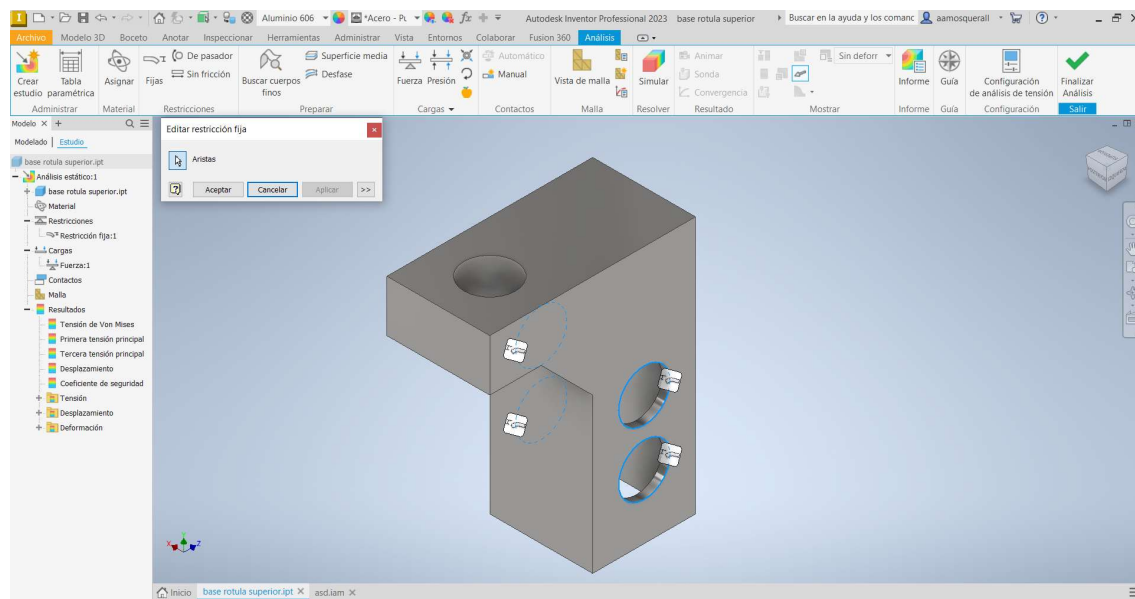 Aluminio 606
*Acero - Pu
Autodesk Inventor Professional 2023 base rotula superior
Buscar en la ayuda y los comanc
aamosquerall
Archivo Modelo 3D Boceto Anotar Inspeccionar Herramientas Administrar Vista Entornos Colaborar Fusion 360 Análisis
De pasador Superficie media Automático Animar Sin deforr
Sin fricción Desfase Manual Sonda
Convergencia
Crear estudio
Tabla paramétrica
Asignar
Fijas
Buscar cuerpos finos
Fuerza Presión
Vista de malla
Simular
Informe
Guía
Configuración de análisis de tensión
Finalizar Análisis
Administrar Material Restricciones Preparar Cargas Contactos Malla Resolver Resultado Mostrar Informe Guía Configuración Salir
Modelo × +
Modelado | Estudio
base rotula superior.ipt
Análisis estático:1
base rotula superior.ipt
Material
Restricciones
Restricción fija:1
Cargas
Fuerza:1
Contactos
Malla
Resultados
Tensión de Von Mises
Primera tensión principal
Tercera tensión principal
Desplazamiento
Coeficiente de seguridad
Tensión
Desplazamiento
Deformación
Editar restricción fija
Aristas
Aceptar Cancelar Aplicar >>
X Y Z
Inicio base rotula superior.ipt × asd.iam ×